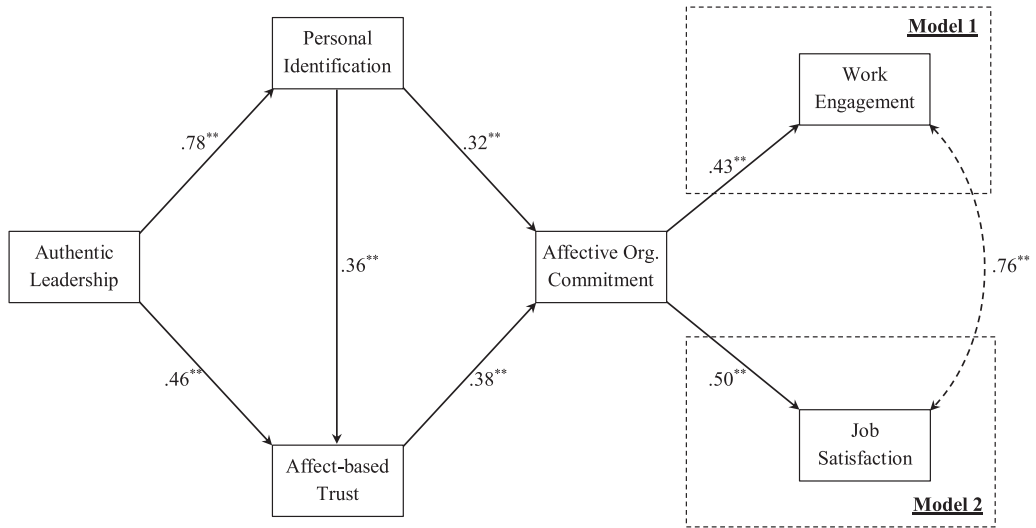 Personal
Identification
Model 1
Work
Engagement
.78**
.32**
.43**
Authentic
Leadership
.36**
Affective Org.
Commitment
.76**
.46**
.38**
.50**
Affect-based
Trust
Job
Satisfaction
Model 2